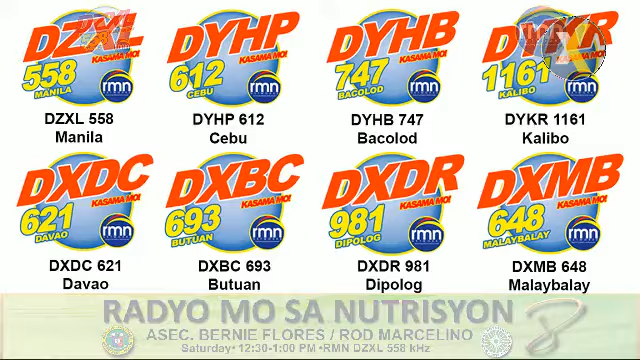 DZXL
KASAMA MO!
558
MANILA
rmn
DZXL 558
Manila
DYHP
KASAMA MO!
612
CEBU
rmn
DYHP 612
Cebu
DYHB
KASAMA MO!
747
BACOLOD
rmn
DYHB 747
Bacolod
1161
KALIBO
rmn
DYKR 1161
Kalibo
DXDC
KASAMA MO!
621
DAVAO
rmn
DXDC 621
Davao
DXBC
KASAMA MO!
693
BUTUAN
rmn
DXBC 693
Butuan
DXDR
KASAMA MO!
981
DIPOLOG
rmn
DXDR 981
Dipolog
DXMB
KASAMA MO!
648
MALAYBALAY
rmn
DXMB 648
Malaybalay
RADYO MO SA NUTRISYON
ASEC. BERNIE FLORES / ROD MARCELINO
Saturday• 12:30-1:00 PM •RMN DZXL 558 kHz